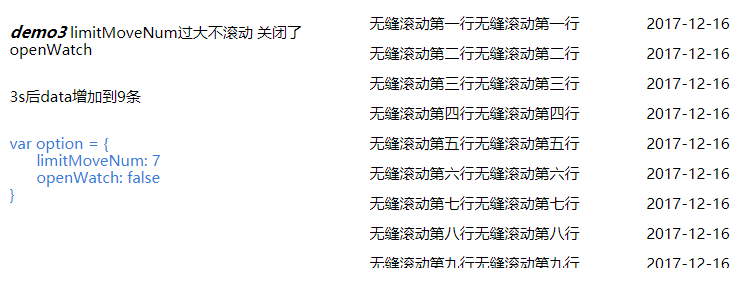 demo3 limitMoveNum过大不滚动 关闭了
openWatch
3s后data增加到9条
var option = {
limitMoveNum: 7
openWatch: false
}
无缝滚动第一行无缝滚动第一行 2017-12-16
无缝滚动第二行无缝滚动第二行 2017-12-16
无缝滚动第三行无缝滚动第三行 2017-12-16
无缝滚动第四行无缝滚动第四行 2017-12-16
无缝滚动第五行无缝滚动第五行 2017-12-16
无缝滚动第六行无缝滚动第六行 2017-12-16
无缝滚动第七行无缝滚动第七行 2017-12-16
无缝滚动第八行无缝滚动第八行 2017-12-16
无缝滚动第九行无缝滚动第九行 2017-12-16